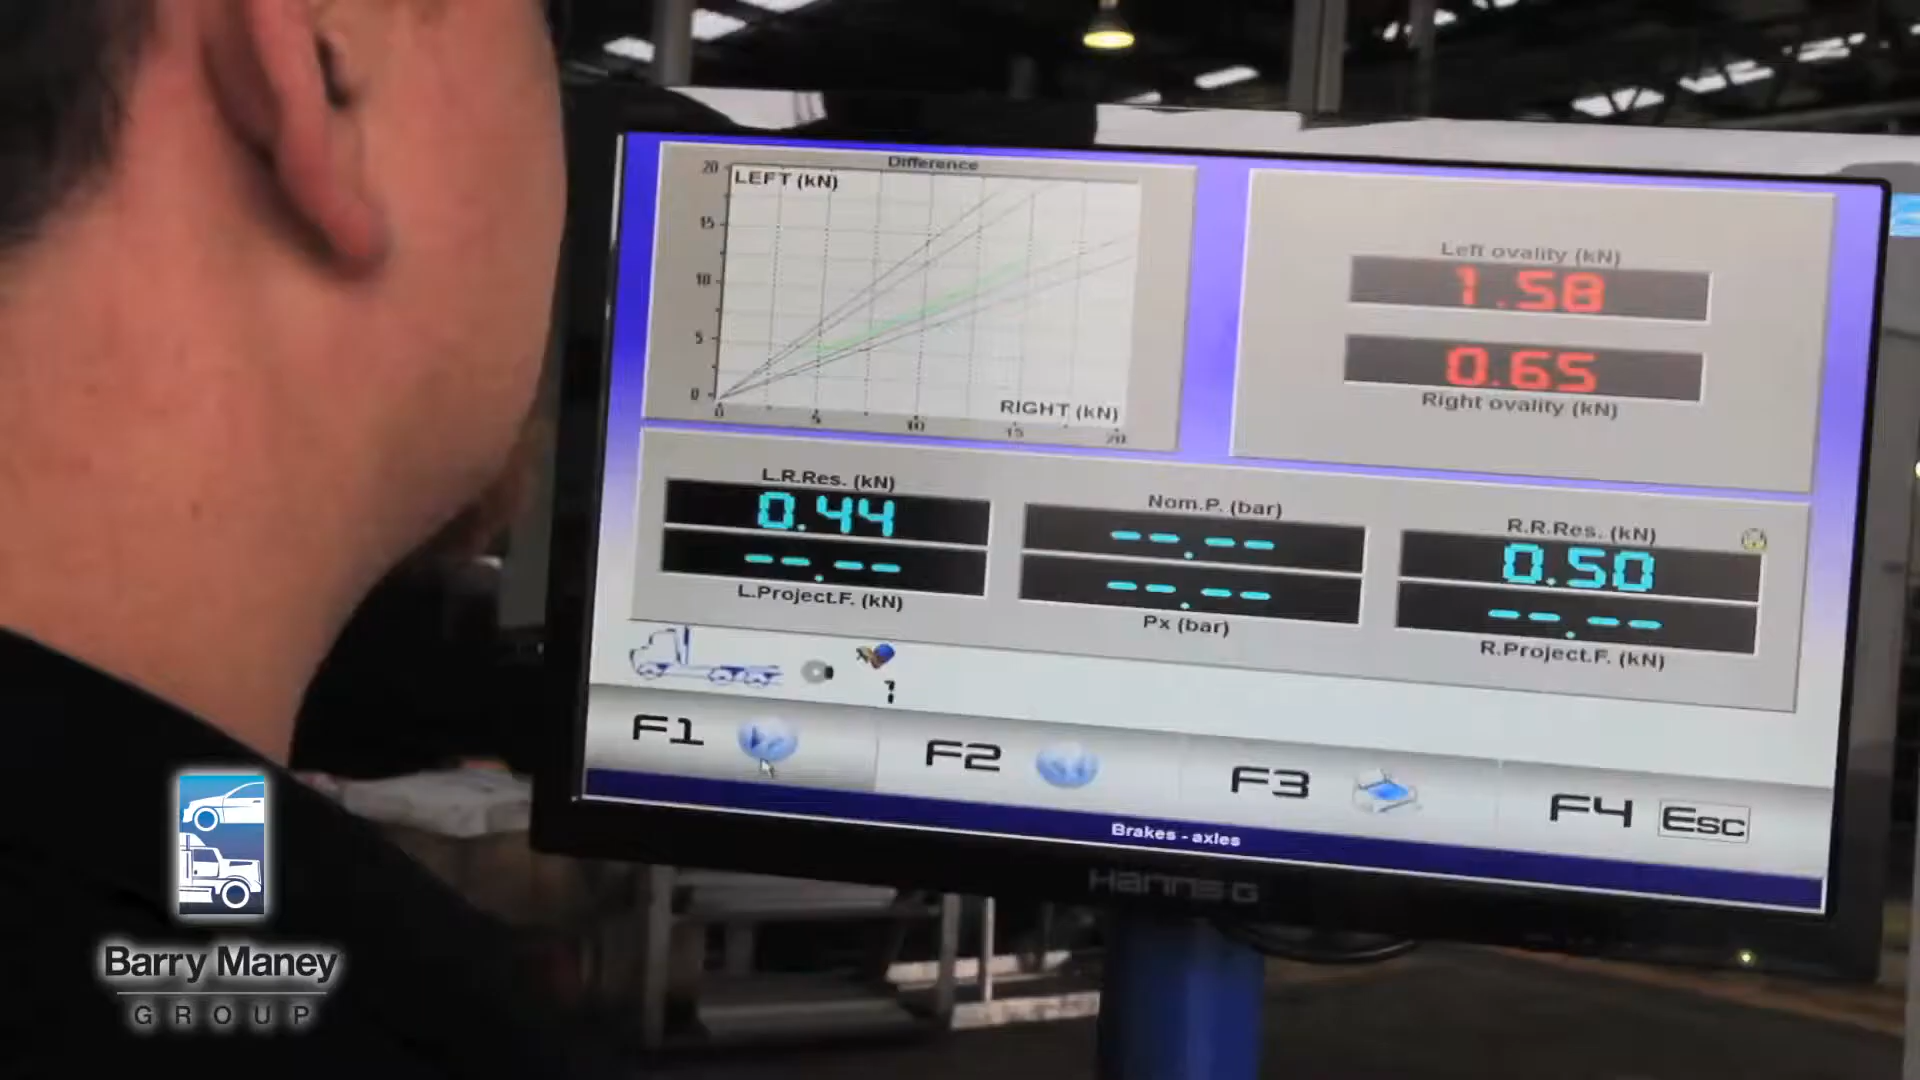 Difference
20
LEFT (kN)
15
10
5
0
0 5 10 15 20
RIGHT (kN)
Left ovality (kN)
1.58
0.65
Right ovality (kN)
L.R.Res. (kN)
0.44
--.--
L.Project.F. (kN)
Nom.P. (bar)
--.--
--.--
Px (bar)
R.R.Res. (kN)
0.50
--.--
R.Project.F. (kN)
1
F1
F2
F3
F4 Esc
Brakes - axles
Hanns-G
Barry Maney
GROUP